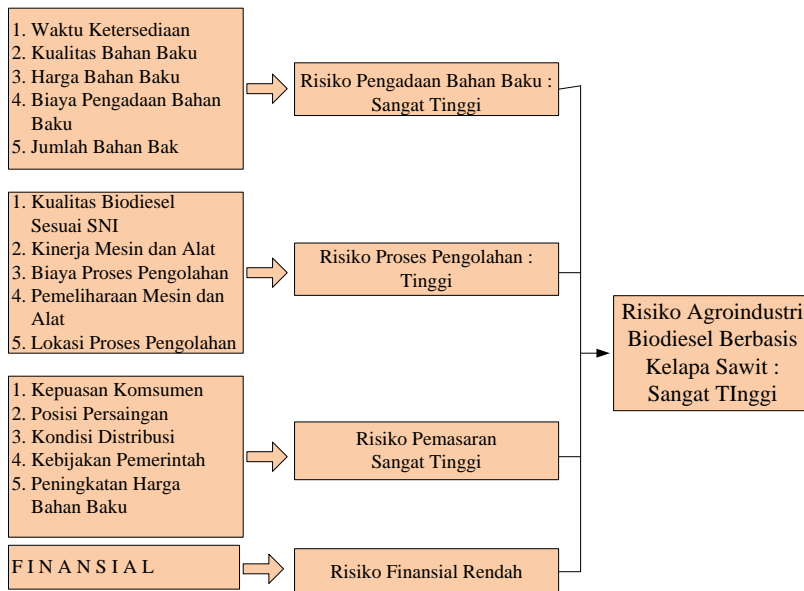 1. Waktu Ketersediaan
2. Kualitas Bahan Baku
3. Harga Bahan Baku
4. Biaya Pengadaan Bahan
Baku
5. Jumlah Bahan Bak
Risiko Pengadaan Bahan Baku :
Sangat Tinggi
1. Kualitas Biodiesel
Sesuai SNI
2. Kinerja Mesin dan Alat
3. Biaya Proses Pengolahan
4. Pemeliharaan Mesin dan
Alat
5. Lokasi Proses Pengolahan
Risiko Proses Pengolahan :
Tinggi
1. Kepuasan Komsumen
2. Posisi Persaingan
3. Kondisi Distribusi
4. Kebijakan Pemerintah
5. Peningkatan Harga
Bahan Baku
Risiko Pemasaran
Sangat Tinggi
F I N A N S I A L
Risiko Finansial Rendah
Risiko Agroindustri
Biodiesel Berbasis
Kelapa Sawit :
Sangat TInggi